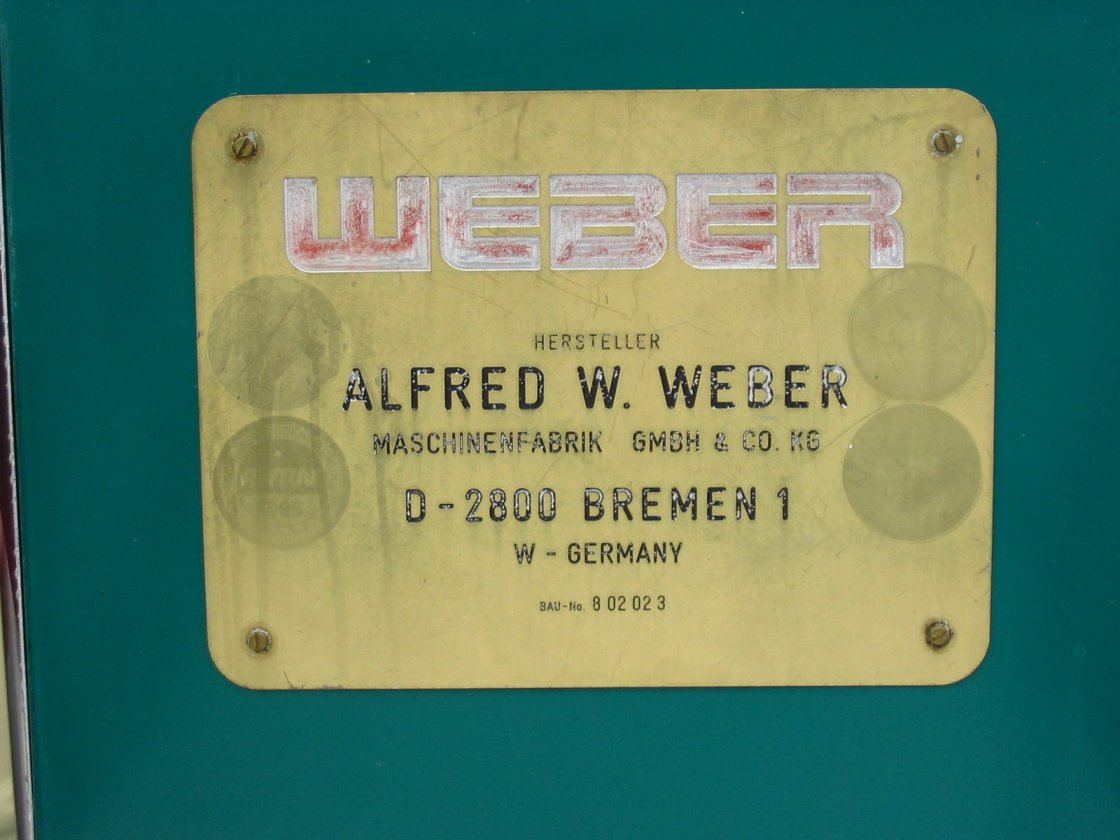 WEBER
HERSTELLER
ALFRED W. WEBER
MASCHINENFABRIK GMBH & CO. KG
D-2800 BREMEN 1
W - GERMANY
BAU-No. 8 02 02 3